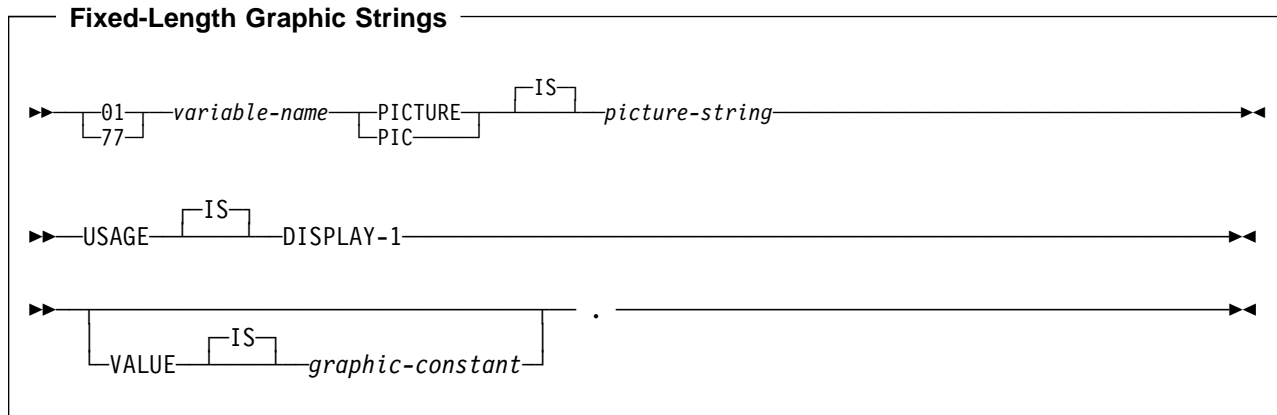 Fixed-Length Graphic Strings
IS
01 variable-name PICTURE picture-string
77 PIC
IS
USAGE DISPLAY-1
.
IS
VALUE graphic-constant